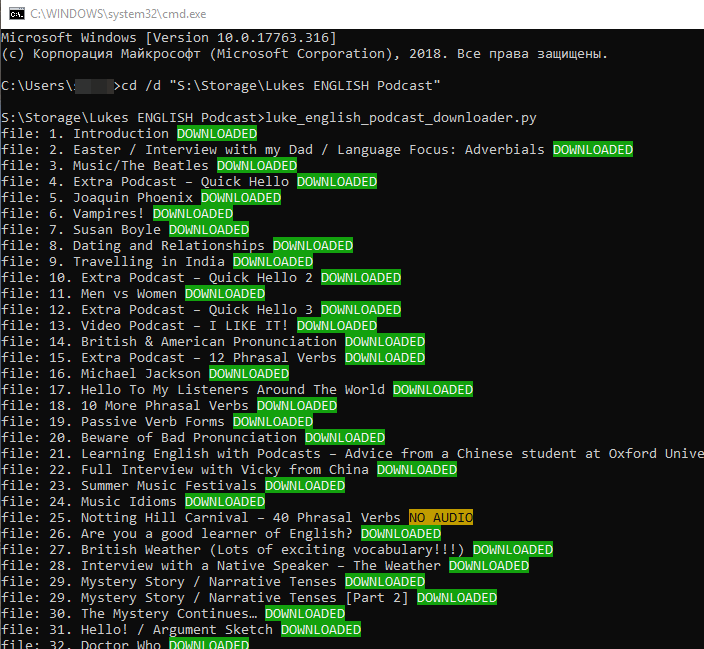 C:\WINDOWS\system32\cmd.exe
Microsoft Windows [Version 10.0.17763.316]
(c) Корпорация Майкрософт (Microsoft Corporation), 2018. Все права защищены.
C:\Users\ >cd /d "S:\Storage\Lukes ENGLISH Podcast"
S:\Storage\Lukes ENGLISH Podcast>luke_english_podcast_downloader.py
file: 1. Introduction DOWNLOADED
file: 2. Easter / Interview with my Dad / Language Focus: Adverbials DOWNLOADED
file: 3. Music/The Beatles DOWNLOADED
file: 4. Extra Podcast – Quick Hello DOWNLOADED
file: 5. Joaquin Phoenix DOWNLOADED
file: 6. Vampires! DOWNLOADED
file: 7. Susan Boyle DOWNLOADED
file: 8. Dating and Relationships DOWNLOADED
file: 9. Travelling in India DOWNLOADED
file: 10. Extra Podcast – Quick Hello 2 DOWNLOADED
file: 11. Men vs Women DOWNLOADED
file: 12. Extra Podcast – Quick Hello 3 DOWNLOADED
file: 13. Video Podcast – I LIKE IT! DOWNLOADED
file: 14. British & American Pronunciation DOWNLOADED
file: 15. Extra Podcast – 12 Phrasal Verbs DOWNLOADED
file: 16. Michael Jackson DOWNLOADED
file: 17. Hello To My Listeners Around The World DOWNLOADED
file: 18. 10 More Phrasal Verbs DOWNLOADED
file: 19. Passive Verb Forms DOWNLOADED
file: 20. Beware of Bad Pronunciation DOWNLOADED
file: 21. Learning English with Podcasts – Advice from a Chinese student at Oxford Unive
file: 22. Full Interview with Vicky from China DOWNLOADED
file: 23. Summer Music Festivals DOWNLOADED
file: 24. Music Idioms DOWNLOADED
file: 25. Notting Hill Carnival – 40 Phrasal Verbs NO AUDIO
file: 26. Are you a good learner of English? DOWNLOADED
file: 27. British Weather (Lots of exciting vocabulary!!!) DOWNLOADED
file: 28. Interview with a Native Speaker – The Weather DOWNLOADED
file: 29. Mystery Story / Narrative Tenses DOWNLOADED
file: 29. Mystery Story / Narrative Tenses [Part 2] DOWNLOADED
file: 30. The Mystery Continues… DOWNLOADED
file: 31. Hello! / Argument Sketch DOWNLOADED
file: 32. Doctor Who DOWNLOADED